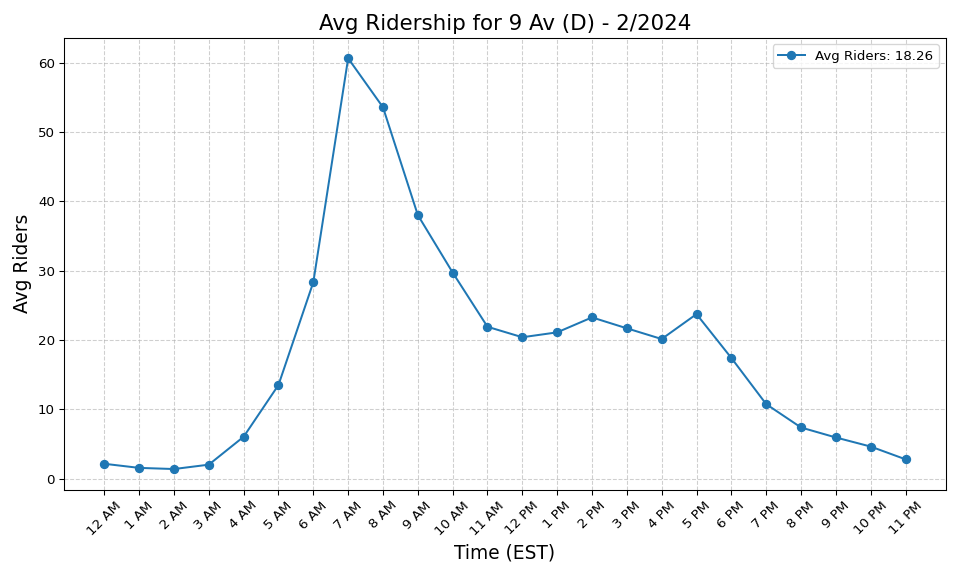 Avg Ridership for 9 Av (D) - 2/2024
Avg Riders: 18.26
Avg Riders
60
50
40
30
20
10
0
12 AM
1 AM
2 AM
3 AM
4 AM
5 AM
6 AM
7 AM
8 AM
9 AM
10 AM
11 AM
12 PM
1 PM
2 PM
3 PM
4 PM
5 PM
6 PM
7 PM
8 PM
9 PM
10 PM
11 PM
Time (EST)